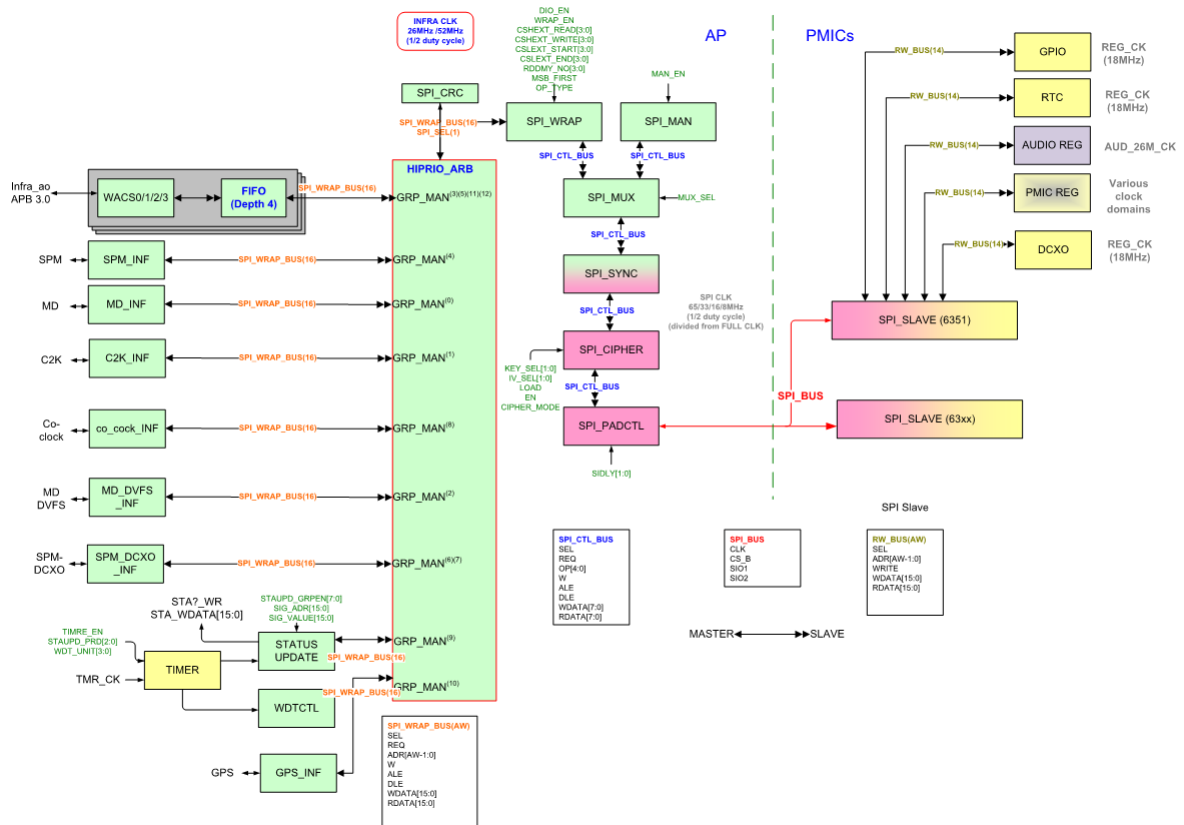 INFRA CLK
26MHz /52MHz
(1/2 duty cycle)
DIO_EN
WRAP_EN
CSHEXT_READ[3:0]
CSHEXT_WRITE[3:0]
CSLEXT_START[3:0]
CSLEXT_END[3:0]
RDDMY_NO[3:0]
MSB_FIRST
OP_TYPE
AP
PMICs
MAN_EN
SPI_CRC
SPI_WRAP_BUS(16)
SPI_SEL(1)
SPI_WRAP
SPI_MAN
SPI_CTL_BUS
SPI_CTL_BUS
RW_BUS(14)
GPIO
REG_CK
(18MHz)
RW_BUS(14)
RTC
REG_CK
(18MHz)
RW_BUS(14)
AUDIO REG
AUD_26M_CK
RW_BUS(14)
PMIC REG
Various
clock
domains
RW_BUS(14)
DCXO
REG_CK
(18MHz)
HIPRIO_ARB
Infra_ao
APB 3.0
WACS0/1/2/3
FIFO
(Depth 4)
SPI_WRAP_BUS(16)
GRP_MAN(3)(5)(11)(12)
SPI_MUX
MUX_SEL
SPI_CTL_BUS
SPM
SPM_INF
SPI_WRAP_BUS(16)
GRP_MAN(4)
SPI_SYNC
MD
MD_INF
SPI_WRAP_BUS(16)
GRP_MAN(0)
SPI_CTL_BUS
SPI CLK
65/33/16/8MHz
(1/2 duty cycle)
(divided from FULL CLK)
SPI_SLAVE (6351)
C2K
C2K_INF
SPI_WRAP_BUS(16)
GRP_MAN(1)
SPI_CIPHER
KEY_SEL[1:0]
IV_SEL[1:0]
LOAD
EN
CIPHER_MODE
SPI_CTL_BUS
SPI_BUS
Co-
clock
co_cock_INF
SPI_WRAP_BUS(16)
GRP_MAN(8)
SPI_PADCTL
SPI_SLAVE (63xx)
SIDLY[1:0]
MD
DVFS
MD_DVFS
_INF
SPI_WRAP_BUS(16)
GRP_MAN(2)
SPI Slave
SPM-
DCXO
SPM_DCXO
_INF
SPI_WRAP_BUS(16)
GRP_MAN(6)(7)
SPI_CTL_BUS
SEL
REQ
OP[4:0]
W
ALE
DLE
WDATA[7:0]
RDATA[7:0]
SPI_BUS
CLK
CS_B
SIO1
SIO2
RW_BUS(AW)
SEL
ADR[AW-1:0]
WRITE
WDATA[15:0]
RDATA[15:0]
MASTER
SLAVE
STA?_WR
STA_WDATA[15:0]
STAUPD_GRPEN[7:0]
SIG_ADR[15:0]
SIG_VALUE[15:0]
TIMRE_EN
STAUPD_PRD[2:0]
WDT_UNIT[3:0]
STATUS
UPDATE
SPI_WRAP_BUS(16)
GRP_MAN(9)
TIMER
TMR_CK
SPI_WRAP_BUS(16)
GRP_MAN(10)
WDTCTL
GPS
GPS_INF
SPI_WRAP_BUS(AW)
SEL
REQ
ADR[AW-1:0]
W
ALE
DLE
WDATA[15:0]
RDATA[15:0]